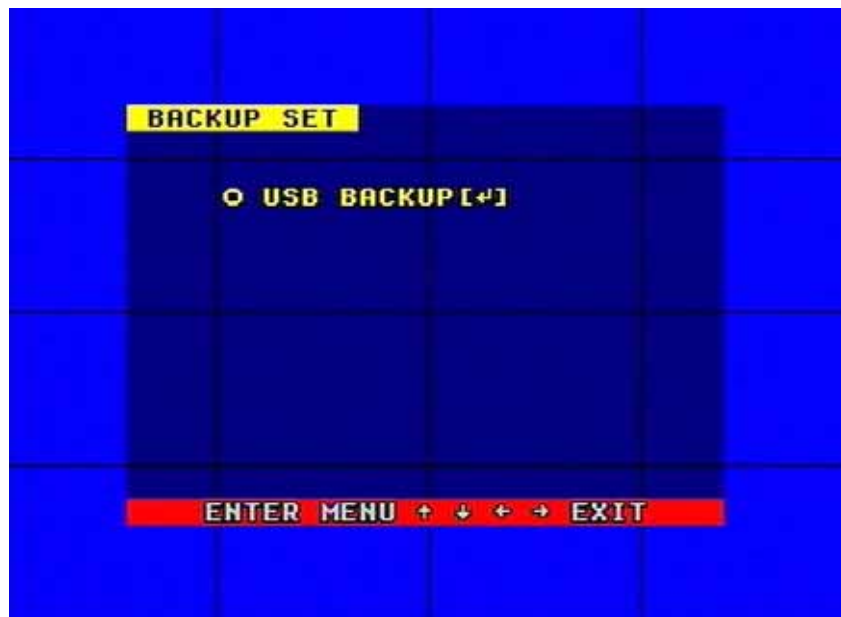 BACKUP SET
O USB BACKUP[↵]
ENTER MENU ↑ ↓ ← → EXIT